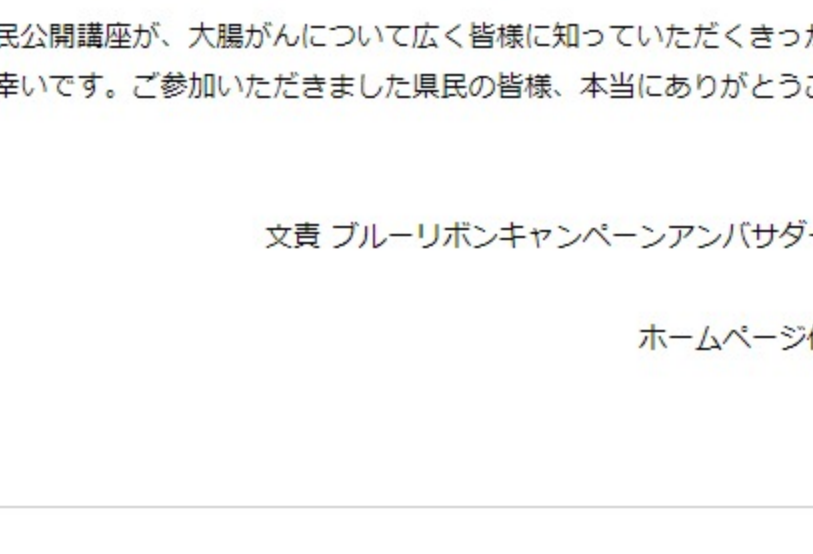 民公開講座が、大腸がんについて広く皆様に知っていただくきっ
幸いです。ご参加いただきました県民の皆様、本当にありがとう
文責 ブルーリボンキャンペーンアンバサダー
ホームページ